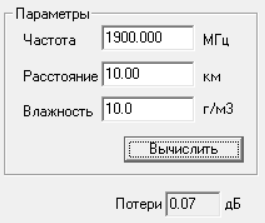 Параметры
Частота 1900.000 МГц
Расстояние 10.00 км
Влажность 10.0 г/м3
Вычислить
Потери 0.07 дБ